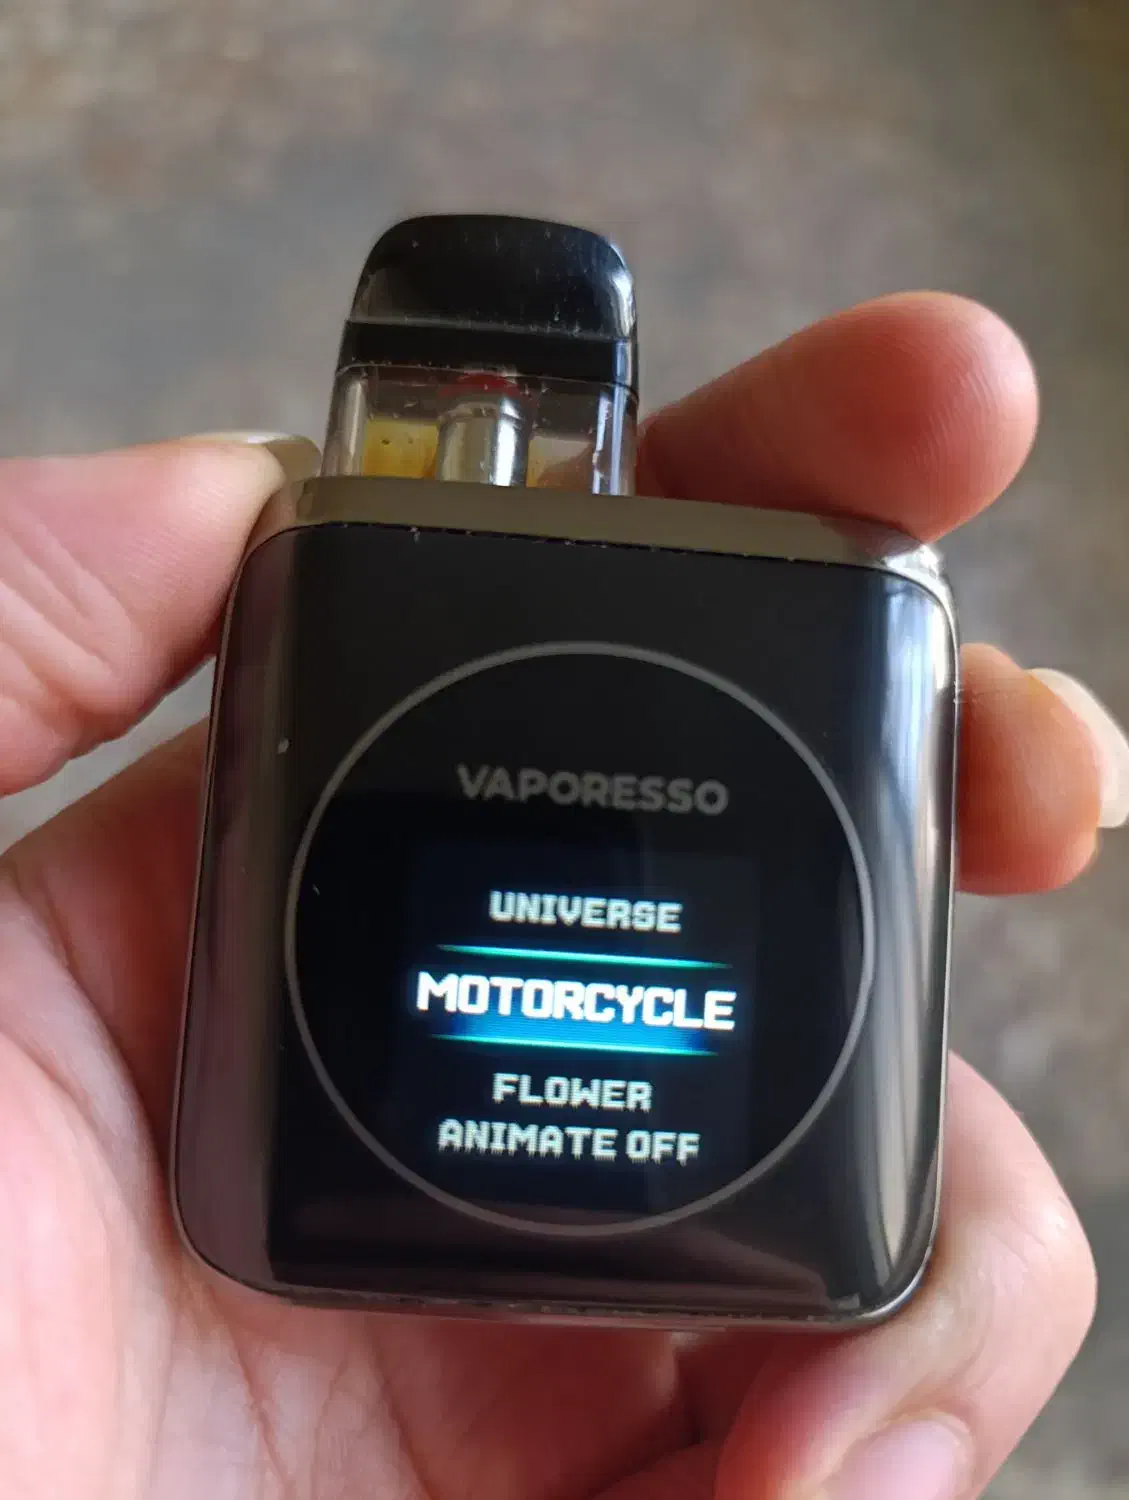 VAPORESSO
UNIVERSE
MOTORCYCLE
FLOWER
ANIMATE OFF